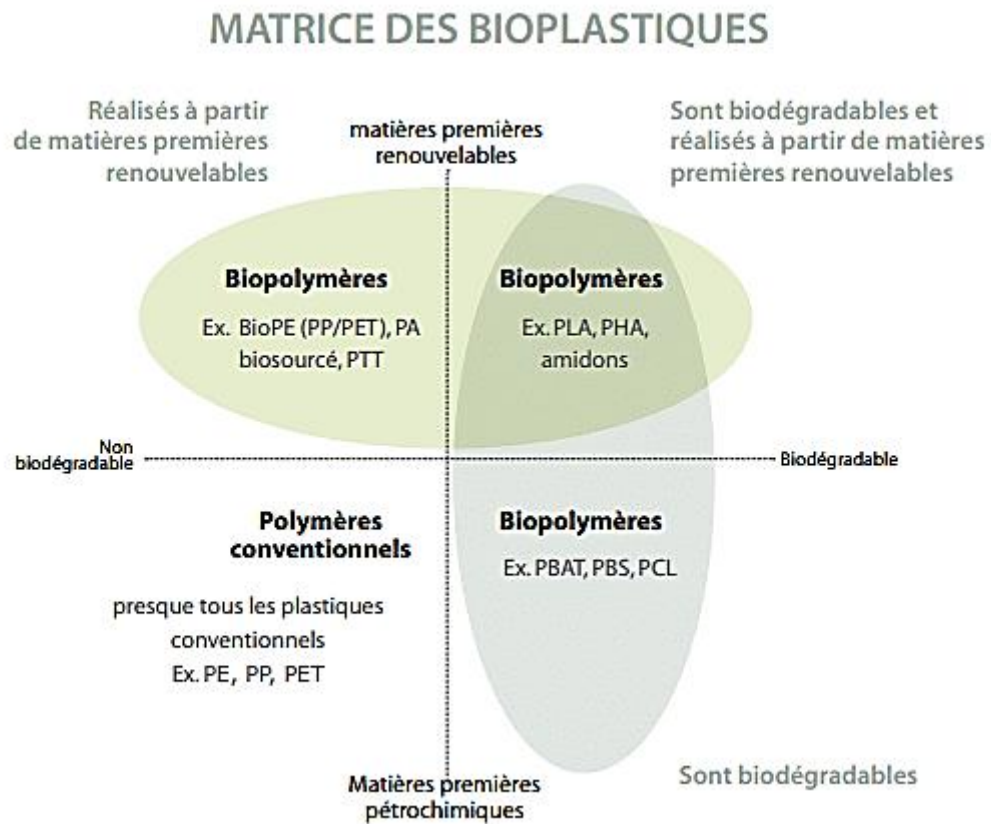 MATRICE DES BIOPLASTIQUES
Réalisés à partir
de matières premières
renouvelables
matières premières
renouvelables
Sont biodégradables et
réalisés à partir de matières
premières renouvelables
Biopolymères
Ex. BioPE (PP/PET), PA
biosourcé, PTT
Biopolymères
Ex. PLA, PHA,
amidons
Non
biodégradable
Biodégradable
Polymères
conventionnels
presque tous les plastiques
conventionnels
Ex. PE, PP, PET
Biopolymères
Ex. PBAT, PBS, PCL
Matières premières
pétrochimiques
Sont biodégradables